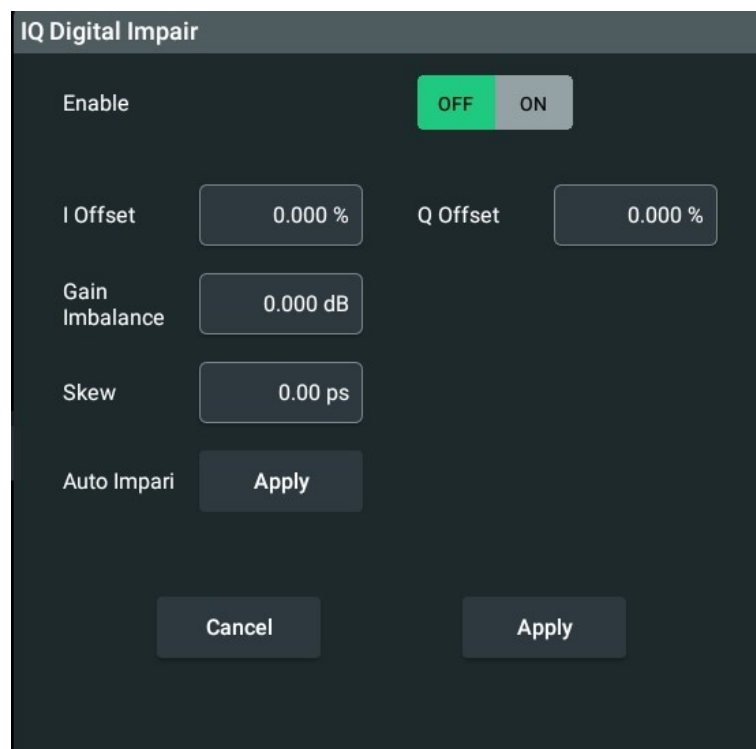 IQ Digital Impair
Enable
OFF ON
I Offset 0.000 % Q Offset 0.000 %
Gain
Imbalance
0.000 dB
Skew 0.00 ps
Auto Impari Apply
Cancel Apply